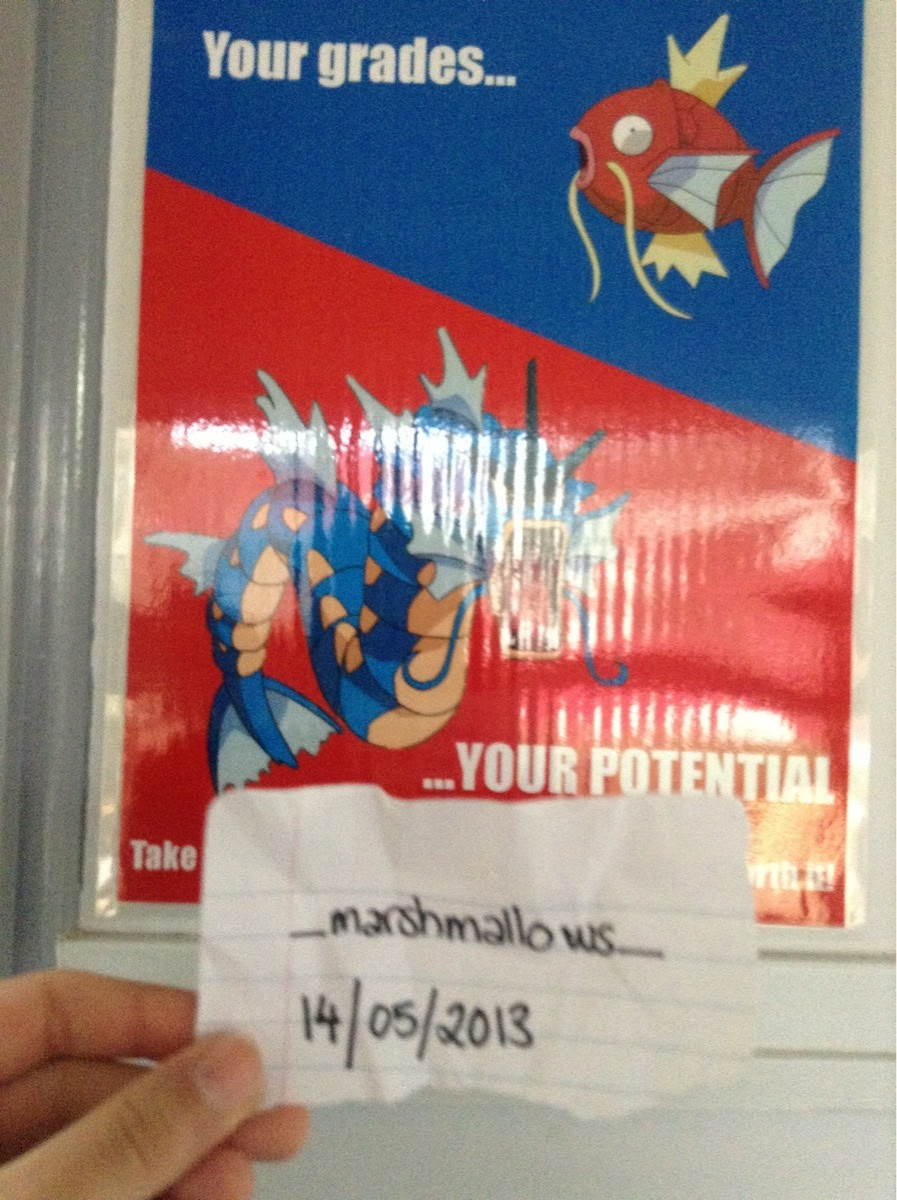 Your grades...
...YOUR POTENTIAL
Take
_marshmallows_
14/05/2013